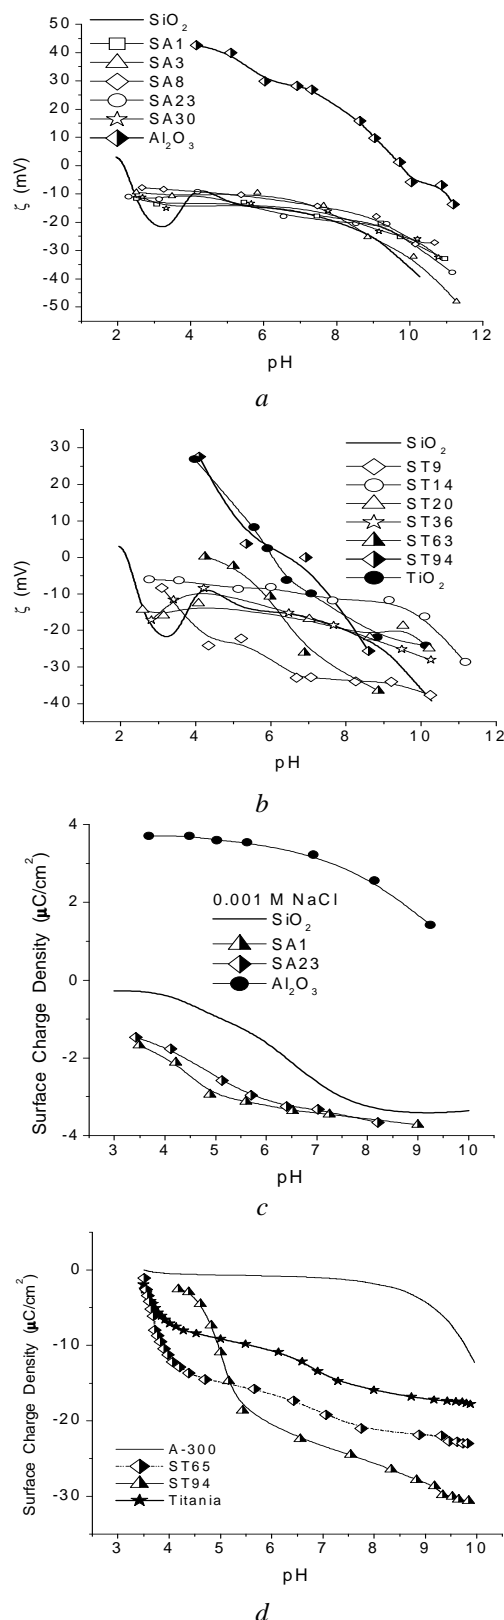 SiO₂
SA1
SA3
SA8
SA23
SA30
Al₂O₃
50
40
30
20
10
0
-10
-20
-30
-40
-50
ζ (mV)
2 4 6 8 10 12
pH
a
SiO₂
ST9
ST14
ST20
ST36
ST63
ST94
TiO₂
30
20
10
0
-10
-20
-30
-40
ζ (mV)
2 4 6 8 10 12
pH
b
4
2
0
-2
-4
Surface Charge Density (μC/cm²)
0.001 M NaCl
SiO₂
SA1
SA23
Al₂O₃
3 4 5 6 7 8 9 10
pH
c
0
-10
-20
-30
Surface Charge Density (μC/cm²)
A-300
ST65
ST94
Titania
3 4 5 6 7 8 9 10
pH
d